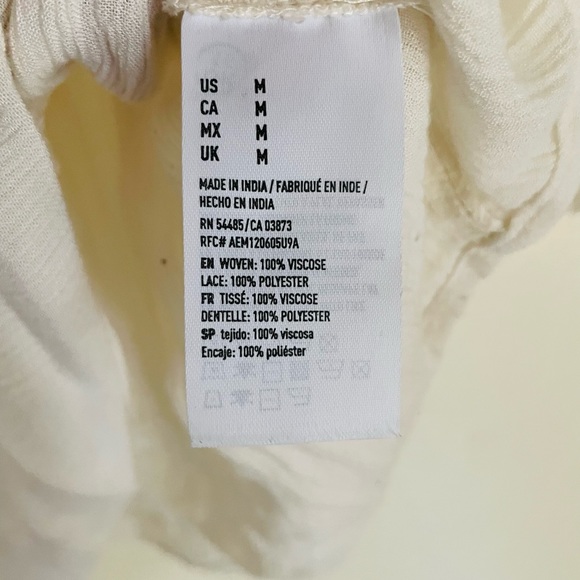 US M
CA M
MX M
UK M
MADE IN INDIA / FABRIQUÉ EN INDE /
HECHO EN INDIA
RN 54485/CA 03873
RFC# AEM120605U9A
EN WOVEN: 100% VISCOSE
LACE: 100% POLYESTER
FR TISSÉ: 100% VISCOSE
DENTELLE: 100% POLYESTER
SP tejido: 100% viscosa
Encaje: 100% poliéster